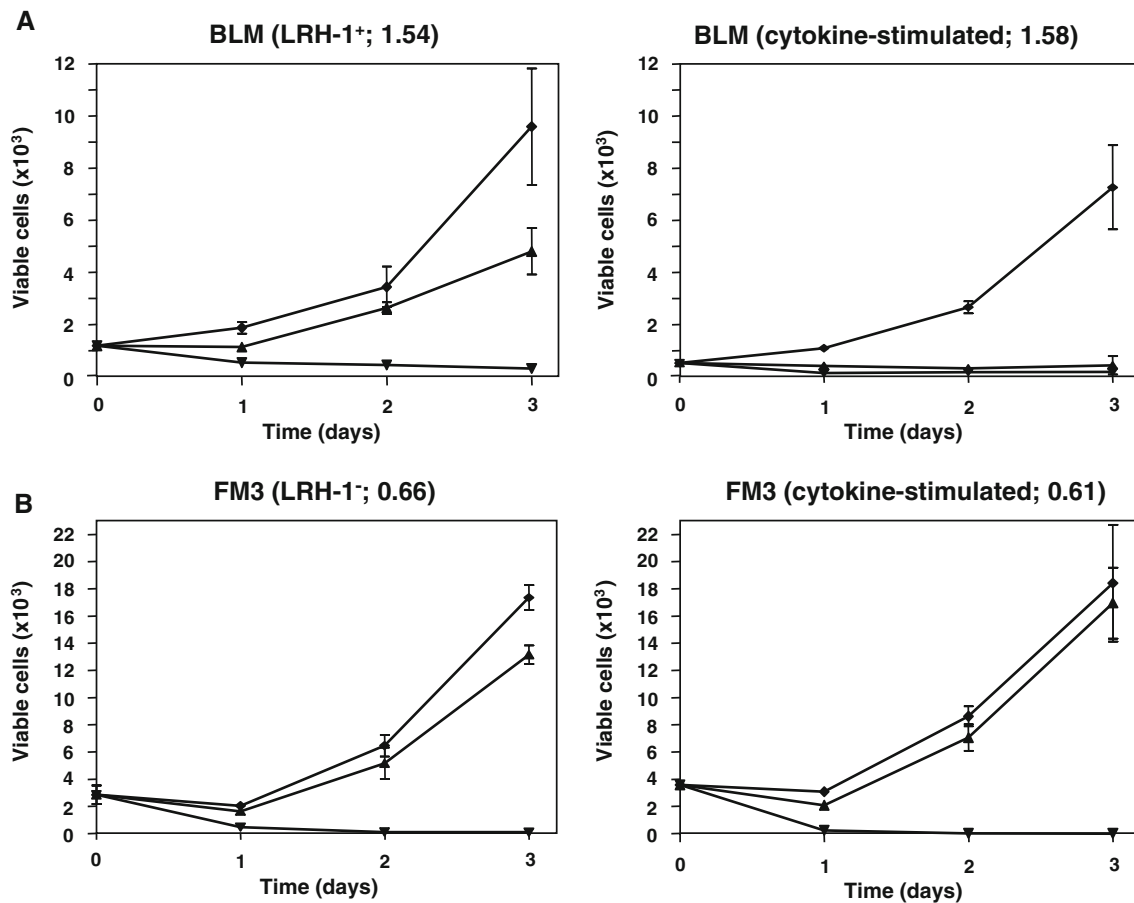 A
BLM (LRH-1⁺; 1.54)
12
10
8
6
4
2
0
Viable cells (x10³)
0 1 2 3
Time (days)
BLM (cytokine-stimulated; 1.58)
12
10
8
6
4
2
0
Viable cells (x10³)
0 1 2 3
Time (days)
B
FM3 (LRH-1⁻; 0.66)
22
20
18
16
14
12
10
8
6
4
2
0
Viable cells (x10³)
0 1 2 3
Time (days)
FM3 (cytokine-stimulated; 0.61)
22
20
18
16
14
12
10
8
6
4
2
0
Viable cells (x10³)
0 1 2 3
Time (days)